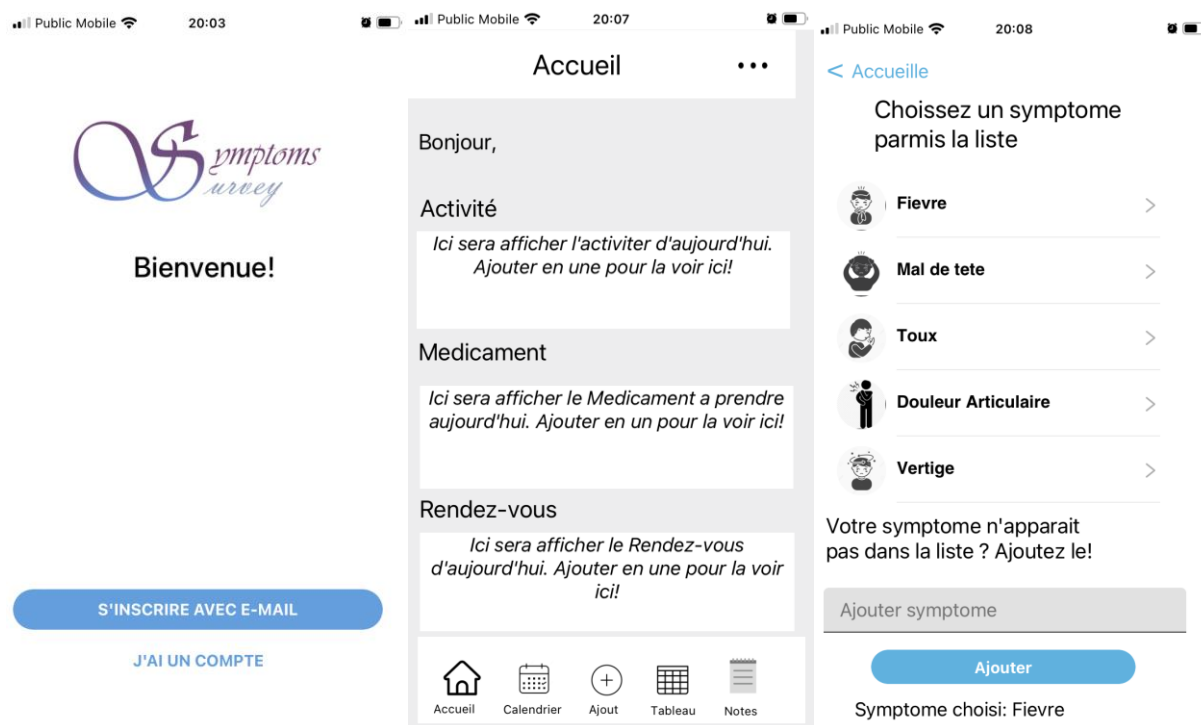 Public Mobile 20:03
Symptoms
Survey
Bienvenue!
S'INSCRIRE AVEC E-MAIL
J'AI UN COMPTE
Public Mobile 20:07
Accueil
Bonjour,
Activité
Ici sera afficher l'activiter d'aujourd'hui.
Ajouter en une pour la voir ici!
Medicament
Ici sera afficher le Medicament a prendre
aujourd'hui. Ajouter en un pour la voir ici!
Rendez-vous
Ici sera afficher le Rendez-vous
d'aujourd'hui. Ajouter en une pour la voir
ici!
Accueil Calendrier Ajout Tableau Notes
Public Mobile 20:08
< Accueille
Choissez un symptome
parmis la liste
Fievre
Mal de tete
Toux
Douleur Articulaire
Vertige
Votre symptome n'apparait
pas dans la liste ? Ajoutez le!
Ajouter symptome
Ajouter
Symptome choisi: Fievre